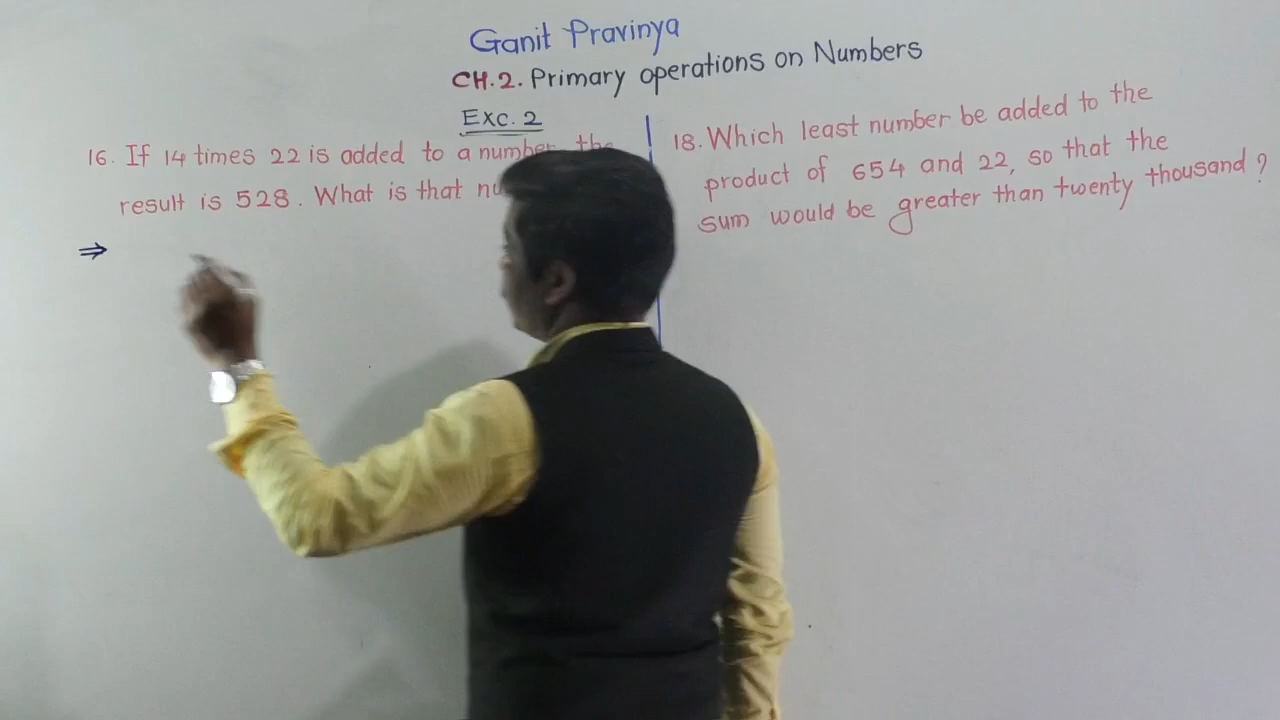 Ganit Pravinya
CH.2. Primary operations on Numbers
Exc. 2
16. If 14 times 22 is added to a number, the
result is 528. What is that
⇒
18. Which least number be added to the
product of 654 and 22, so that the
sum would be greater than twenty thousand?